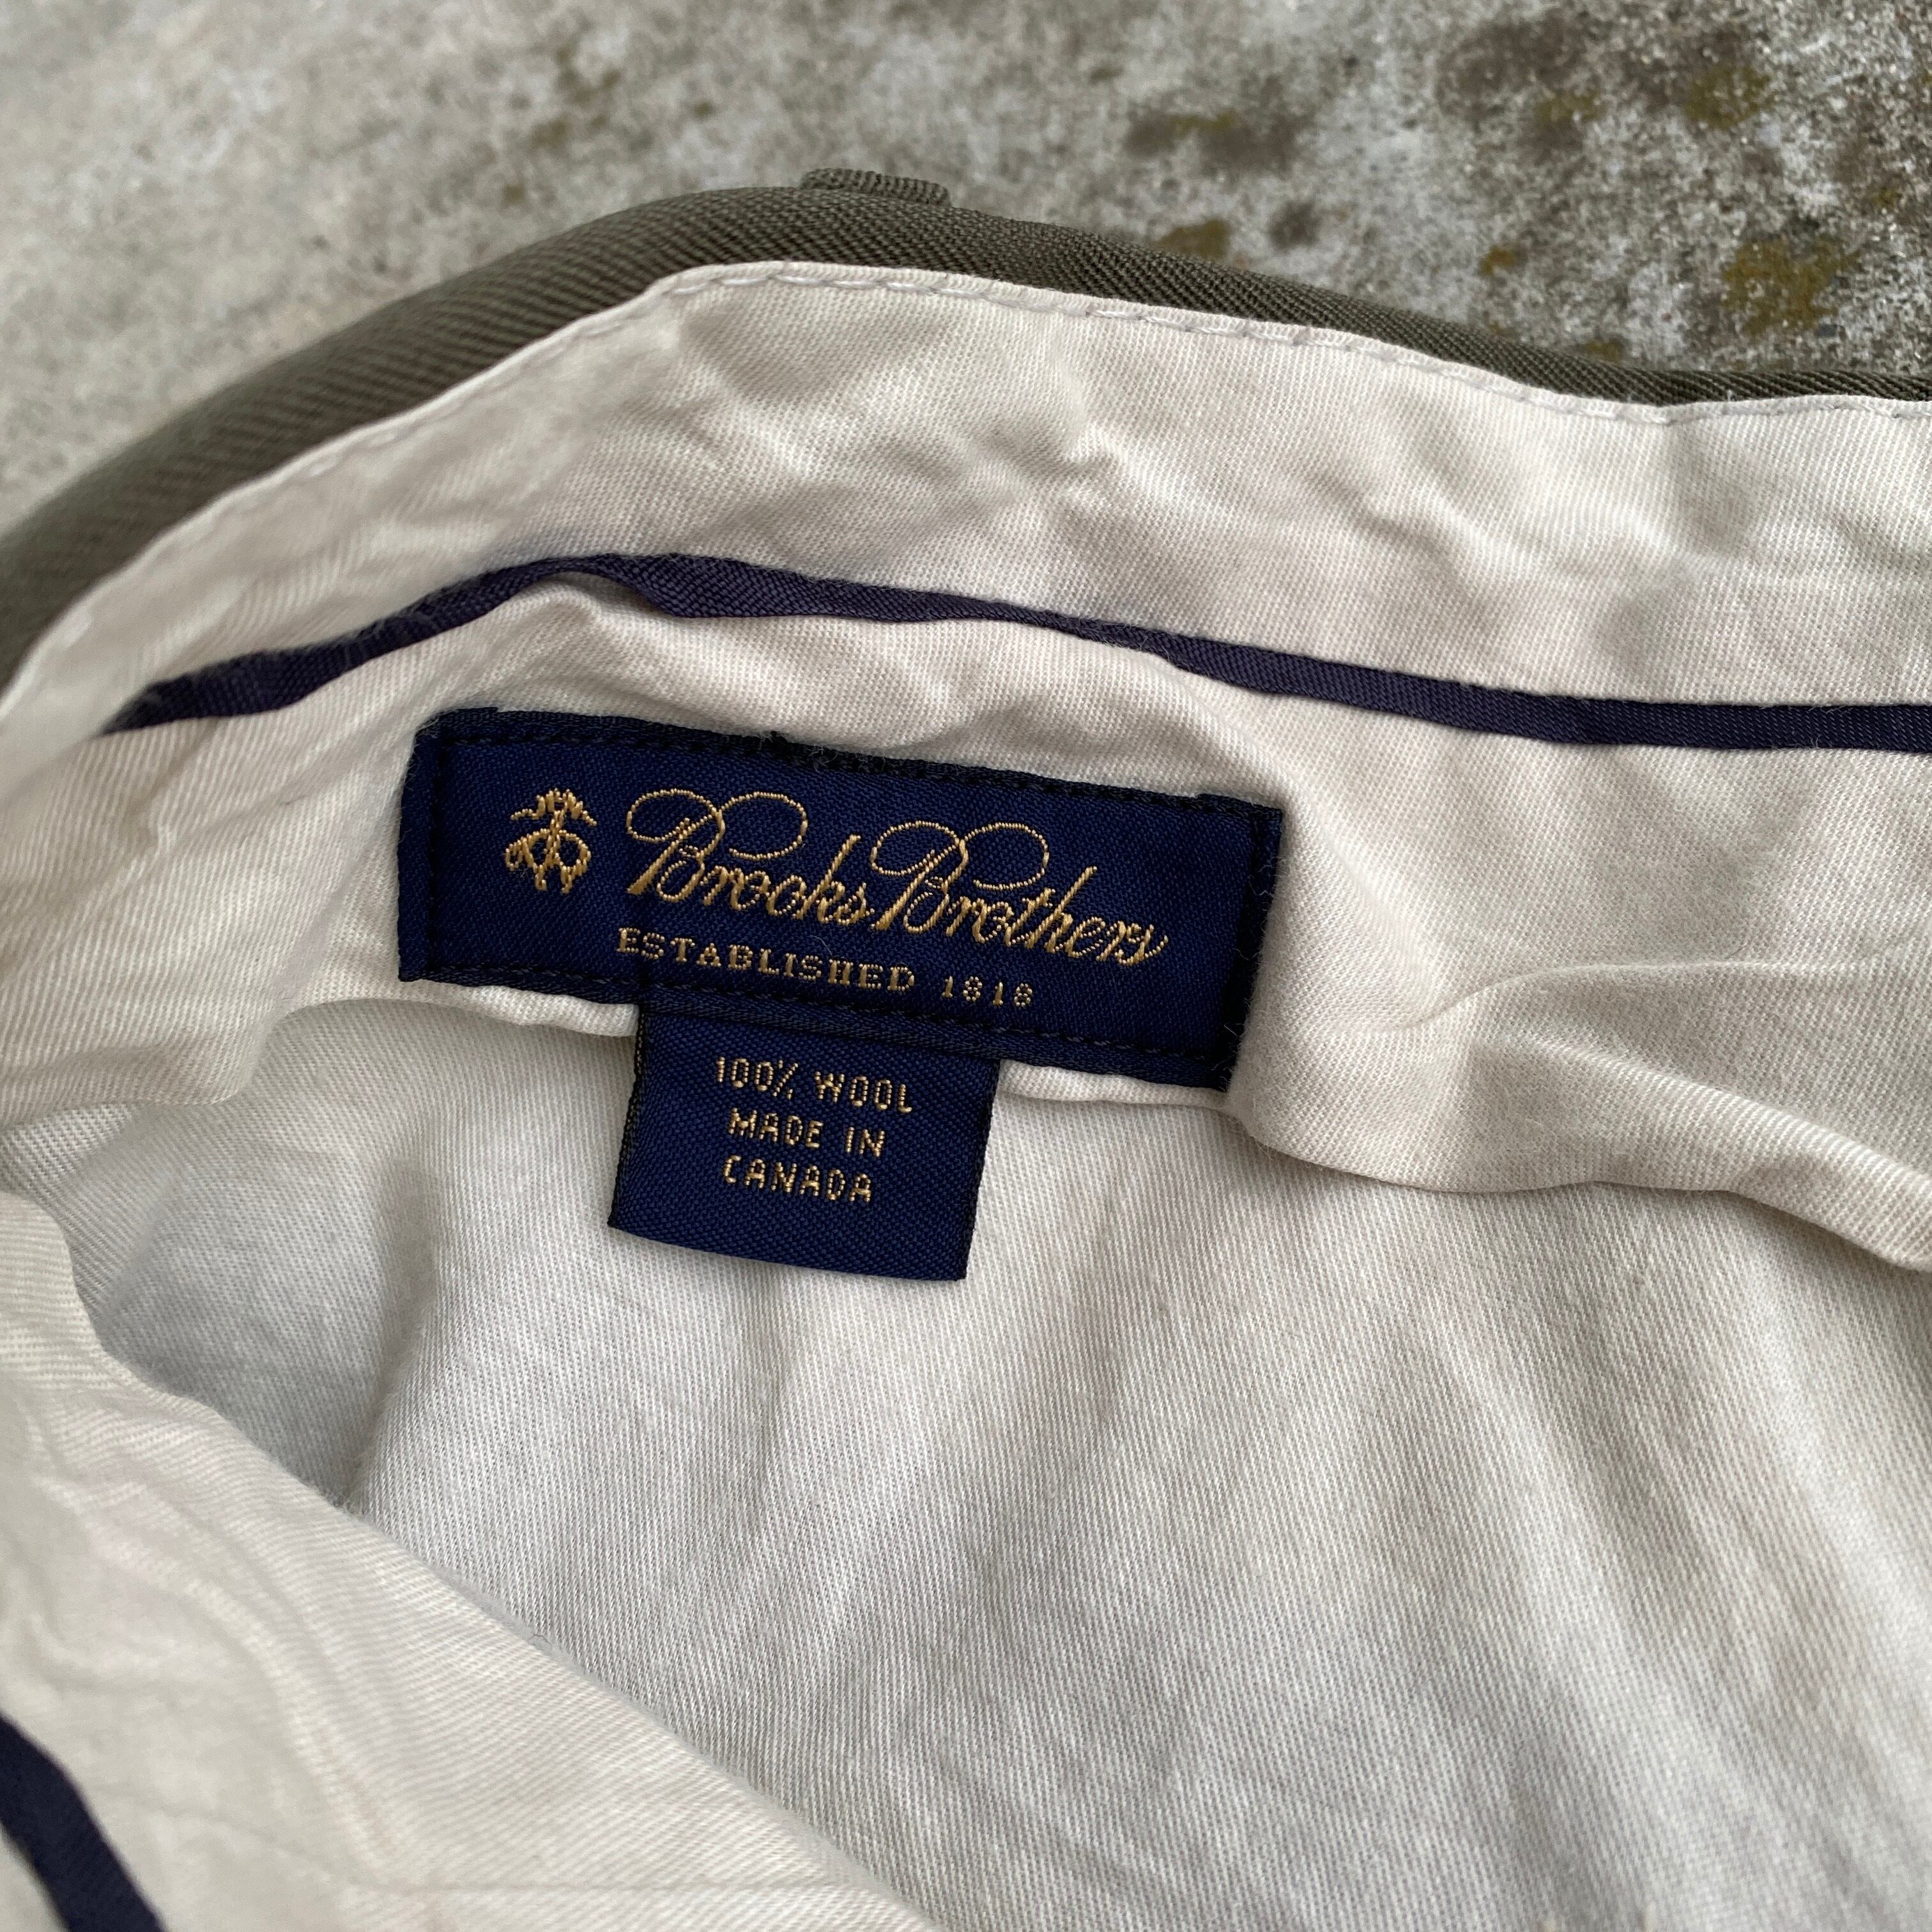 Brooks Brothers
ESTABLISHED 1818
100% WOOL
MADE IN
CANADA